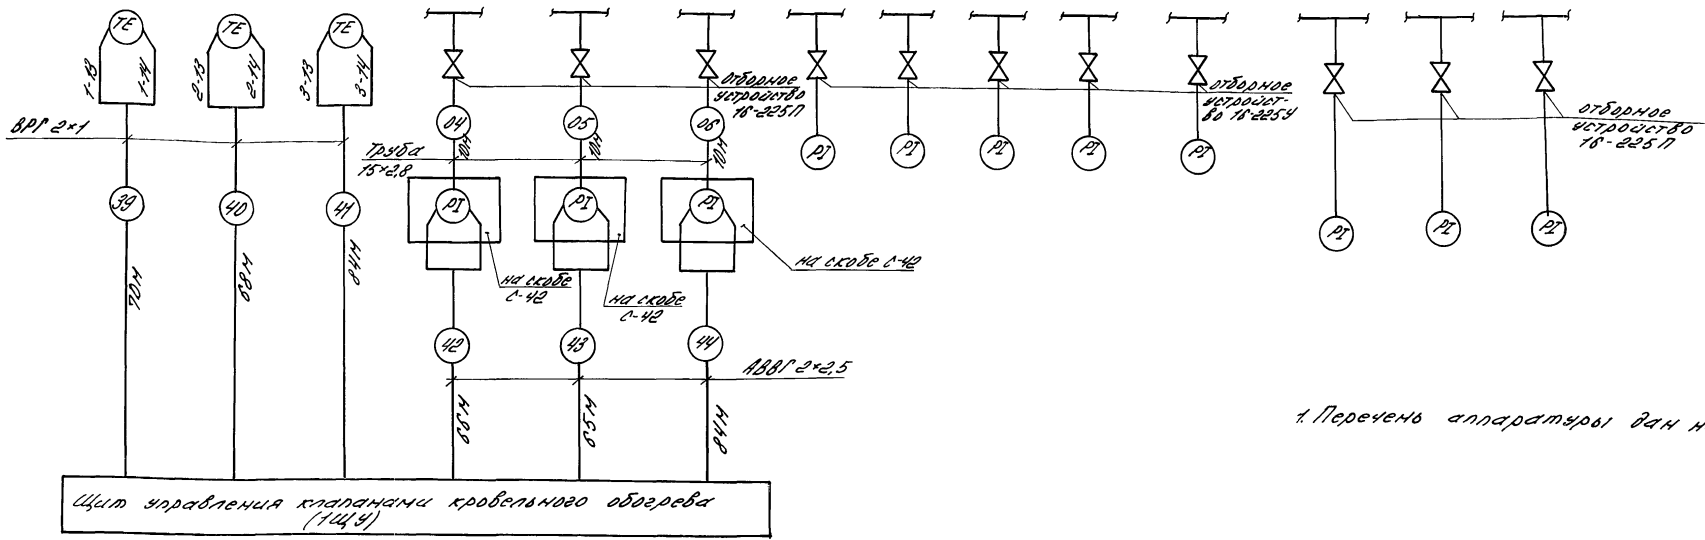 TE
TE
TE
1-13
1-14
2-13
2-14
3-13
3-14
ВРГ 2×1
39
40
41
70м
68м
84м
отборное
устройство
16-225П
04
05
06
10м
10м
10м
Труба
15×2,8
PI
PI
PI
на скобе
С-42
на скобе
С-42
на скобе С-42
42
43
44
АВВГ 2×2,5
84м
отборное
устройст-
во 16-225У
PI
PI
PI
PI
PI
отборное
устройство
16-225П
PI
PI
PI
1. Перечень аппаратуры дан н
Щит управления клапанами кровельного обогрева
(1ЩУ)